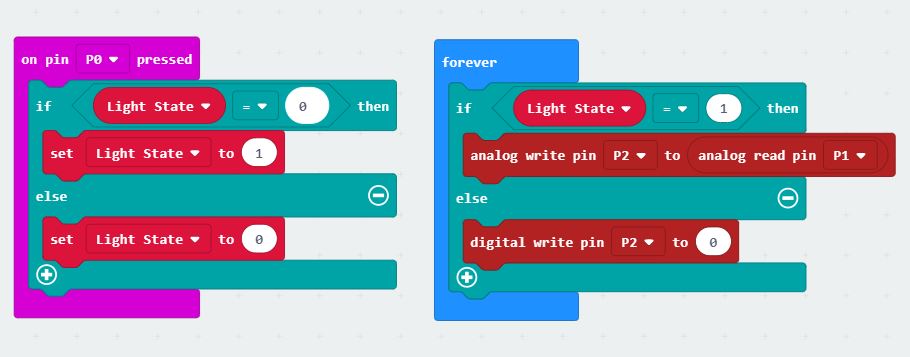 on pin P0 pressed
if Light State = 0 then
set Light State to 1
else
set Light State to 0
forever
if Light State = 1 then
analog write pin P2 to analog read pin P1
else
digital write pin P2 to 0